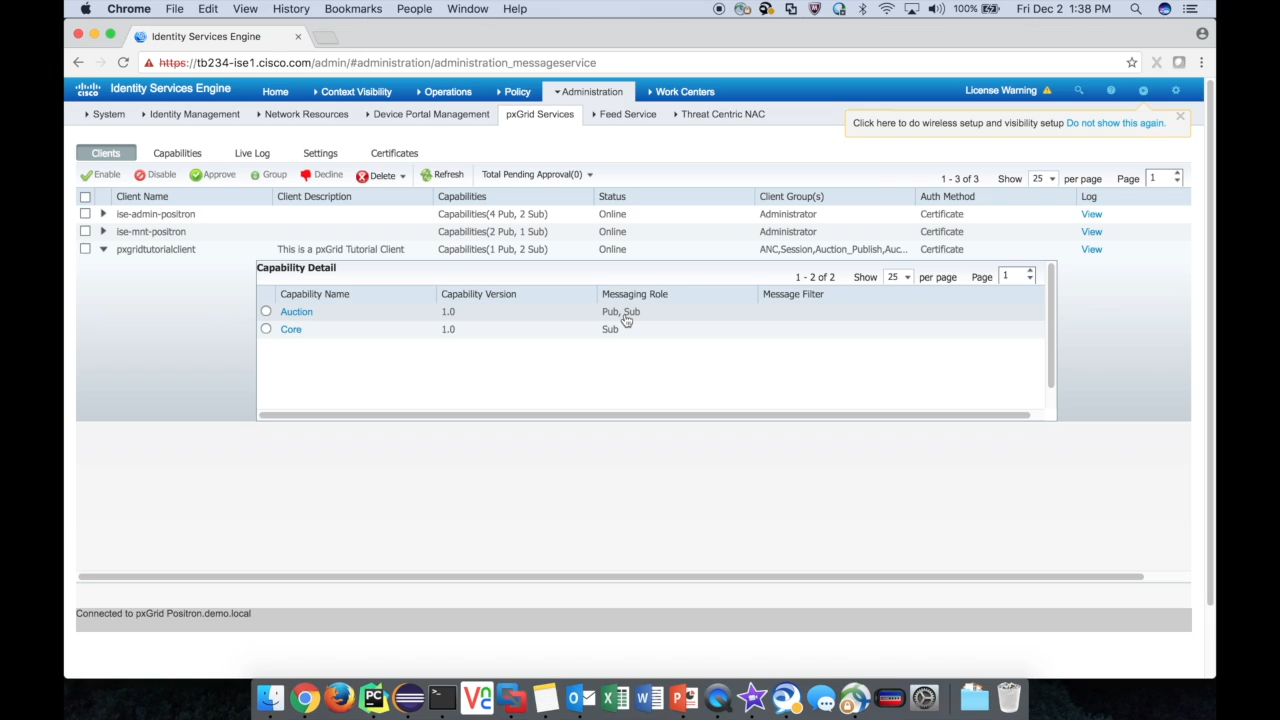 Chrome File Edit View History Bookmarks People Window Help 100% Fri Dec 2 1:38 PM
Identity Services Engine
https://tb234-ise1.cisco.com/admin/#administration/administration_messageservice
CISCO Identity Services Engine Home Context Visibility Operations Policy Administration Work Centers License Warning
System Identity Management Network Resources Device Portal Management pxGrid Services Feed Service Threat Centric NAC
Click here to do wireless setup and visibility setup Do not show this again.
Clients Capabilities Live Log Settings Certificates
Enable Disable Approve Group Decline Delete Refresh Total Pending Approval(0) 1 - 3 of 3 Show 25 per page Page 1
Client Name Client Description Capabilities Status Client Group(s) Auth Method Log
ise-admin-positron Capabilities(4 Pub, 2 Sub) Online Administrator Certificate View
ise-mnt-positron Capabilities(2 Pub, 1 Sub) Online Administrator Certificate View
pxgridtutorialclient This is a pxGrid Tutorial Client Capabilities(1 Pub, 2 Sub) Online ANC,Session,Auction_Publish,Auc... Certificate View
Capability Detail
1 - 2 of 2 Show 25 per page Page 1
Capability Name Capability Version Messaging Role Message Filter
Auction 1.0 Pub, Sub
Core 1.0 Sub
Connected to pxGrid Positron.demo.local